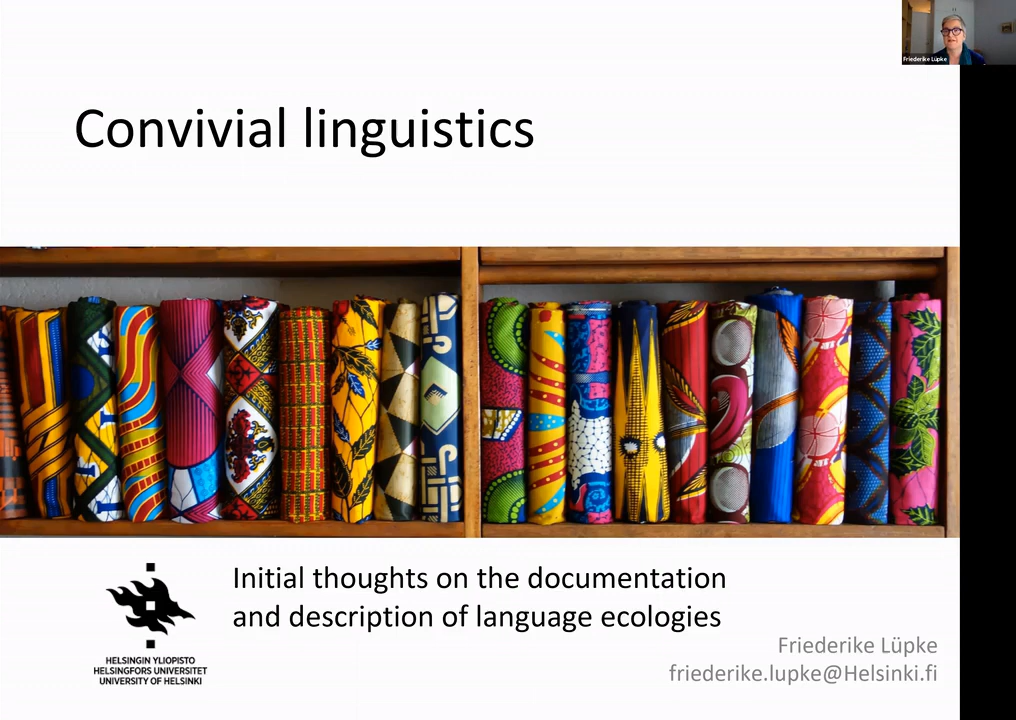 Friederike Lüpke
Convivial linguistics
Initial thoughts on the documentation
and description of language ecologies
Friederike Lüpke
friederike.lupke@Helsinki.fi
HELSINGIN YLIOPISTO
HELSINGFORS UNIVERSITET
UNIVERSITY OF HELSINKI